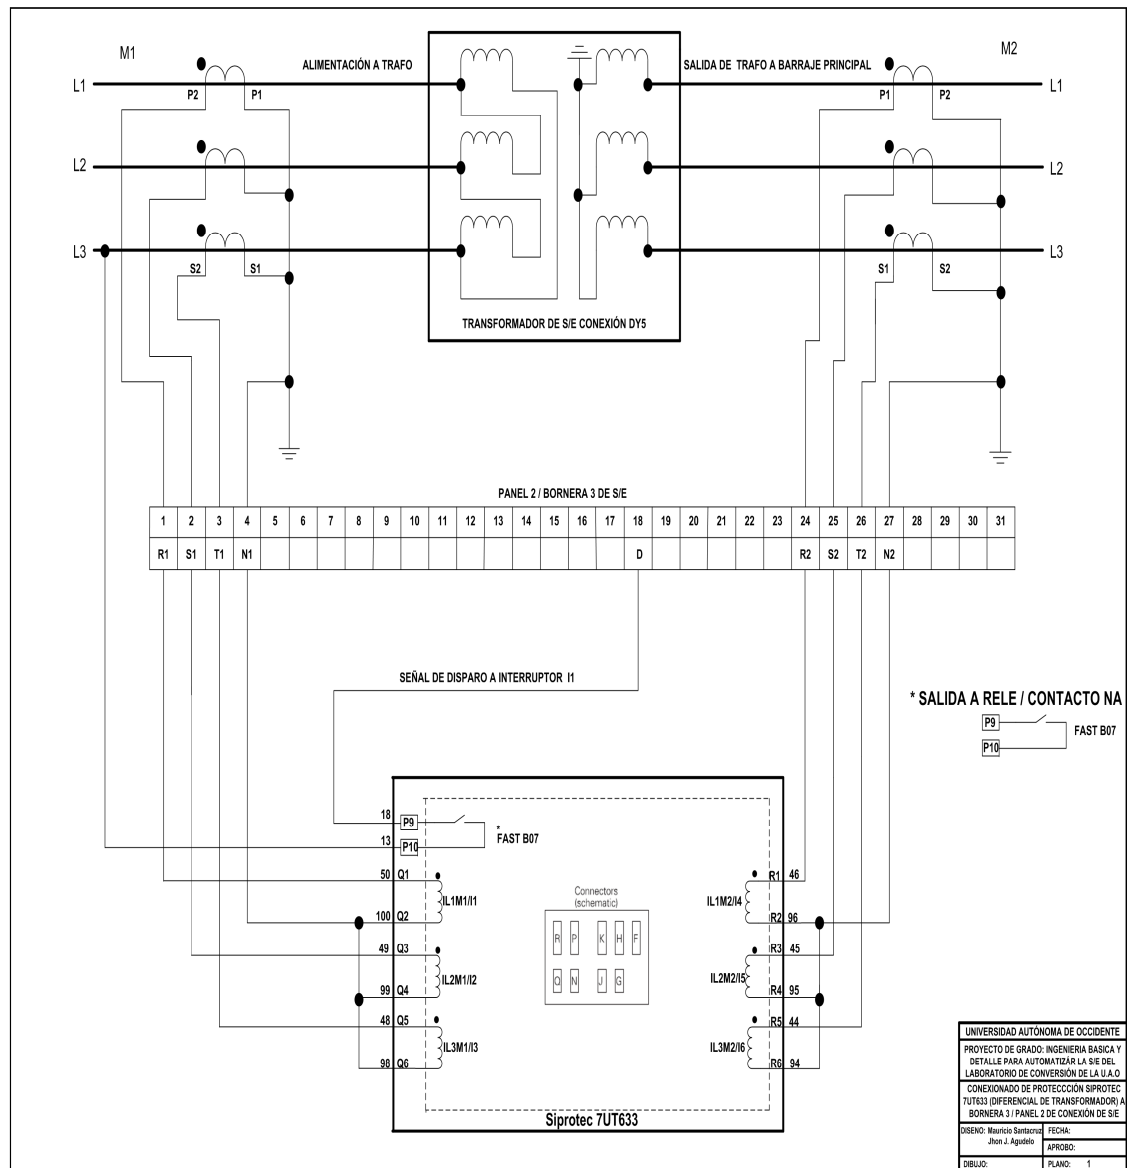 M1
M2
ALIMENTACIÓN A TRAFO
SALIDA DE TRAFO A BARRAJE PRINCIPAL
L1
L1
P2
P1
P1
P2
L2
L2
L3
L3
S2
S1
S1
S2
TRANSFORMADOR DE S/E CONEXIÓN DY5
PANEL 2 / BORNERA 3 DE S/E
1 2 3 4 5 6 7 8 9 10 11 12 13 14 15 16 17 18 19 20 21 22 23 24 25 26 27 28 29 30 31
R1 S1 T1 N1 D R2 S2 T2 N2
SEÑAL DE DISPARO A INTERRUPTOR I1
* SALIDA A RELE / CONTACTO NA
P9
FAST B07
P10
18 P9
*
FAST B07
13 P10
50 Q1
R1 46
IL1M1/I1
IL1M2/I4
100 Q2
R2 96
Connectors
(schematic)
R P K H F
Q N J G
49 Q3
R3 45
IL2M1/I2
IL2M2/I5
99 Q4
R4 95
48 Q5
R5 44
IL3M1/I3
IL3M2/I6
98 Q6
R6 94
Siprotec 7UT633
UNIVERSIDAD AUTÓNOMA DE OCCIDENTE
PROYECTO DE GRADO: INGENIERIA BASICA Y
DETALLE PARA AUTOMATIZÁR LA S/E DEL
LABORATORIO DE CONVERSIÓN DE LA U.A.O
CONEXIONADO DE PROTECCCIÓN SIPROTEC
7UT633 (DIFERENCIAL DE TRANSFORMADOR) A
BORNERA 3 / PANEL 2 DE CONEXIÓN DE S/E
DISENO: Mauricio Santacruz
Jhon J. Agudelo
FECHA:
APROBO:
DIBUJO:
PLANO: 1